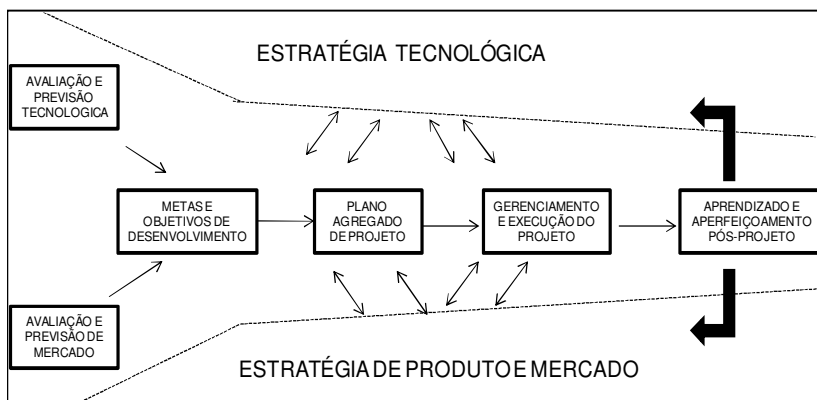 ESTRATÉGIA TECNOLÓGICA
AVALIAÇÃO E
PREVISÃO
TECNOLOGICA
METAS E
OBJETIVOS DE
DESENVOLVIMENTO
PLANO
AGREGADO
DE PROJETO
GERENCIAMENTO
E EXECUÇÃO DO
PROJETO
APRENDIZADO E
APERFEIÇOAMENTO
PÓS-PROJETO
AVALIAÇÃO E
PREVISÃO DE
MERCADO
ESTRATÉGIA DE PRODUTO E MERCADO